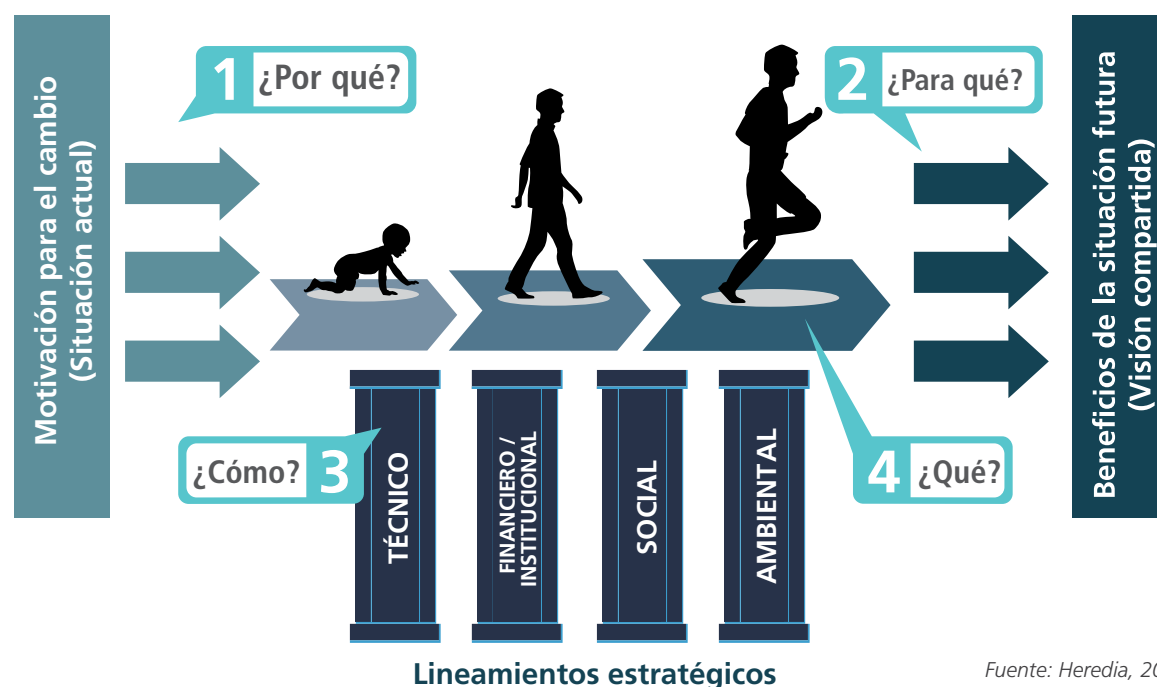 Motivación para el cambio
(Situación actual)
1 ¿Por qué?
2 ¿Para qué?
Beneficios de la situación futura
(Visión compartida)
¿Cómo? 3
4 ¿Qué?
TÉCNICO
FINANCIERO /
INSTITUCIONAL
SOCIAL
AMBIENTAL
Lineamientos estratégicos
Fuente: Heredia, 20